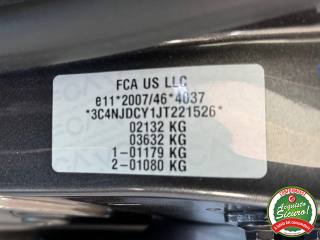 FCA US LLC
e11*2007/46*4037
*3C4NJDCY1JT221526*
02132 KG
03632 KG
1-01179 KG
2-01080 KG
Acquisto
Sicuro!